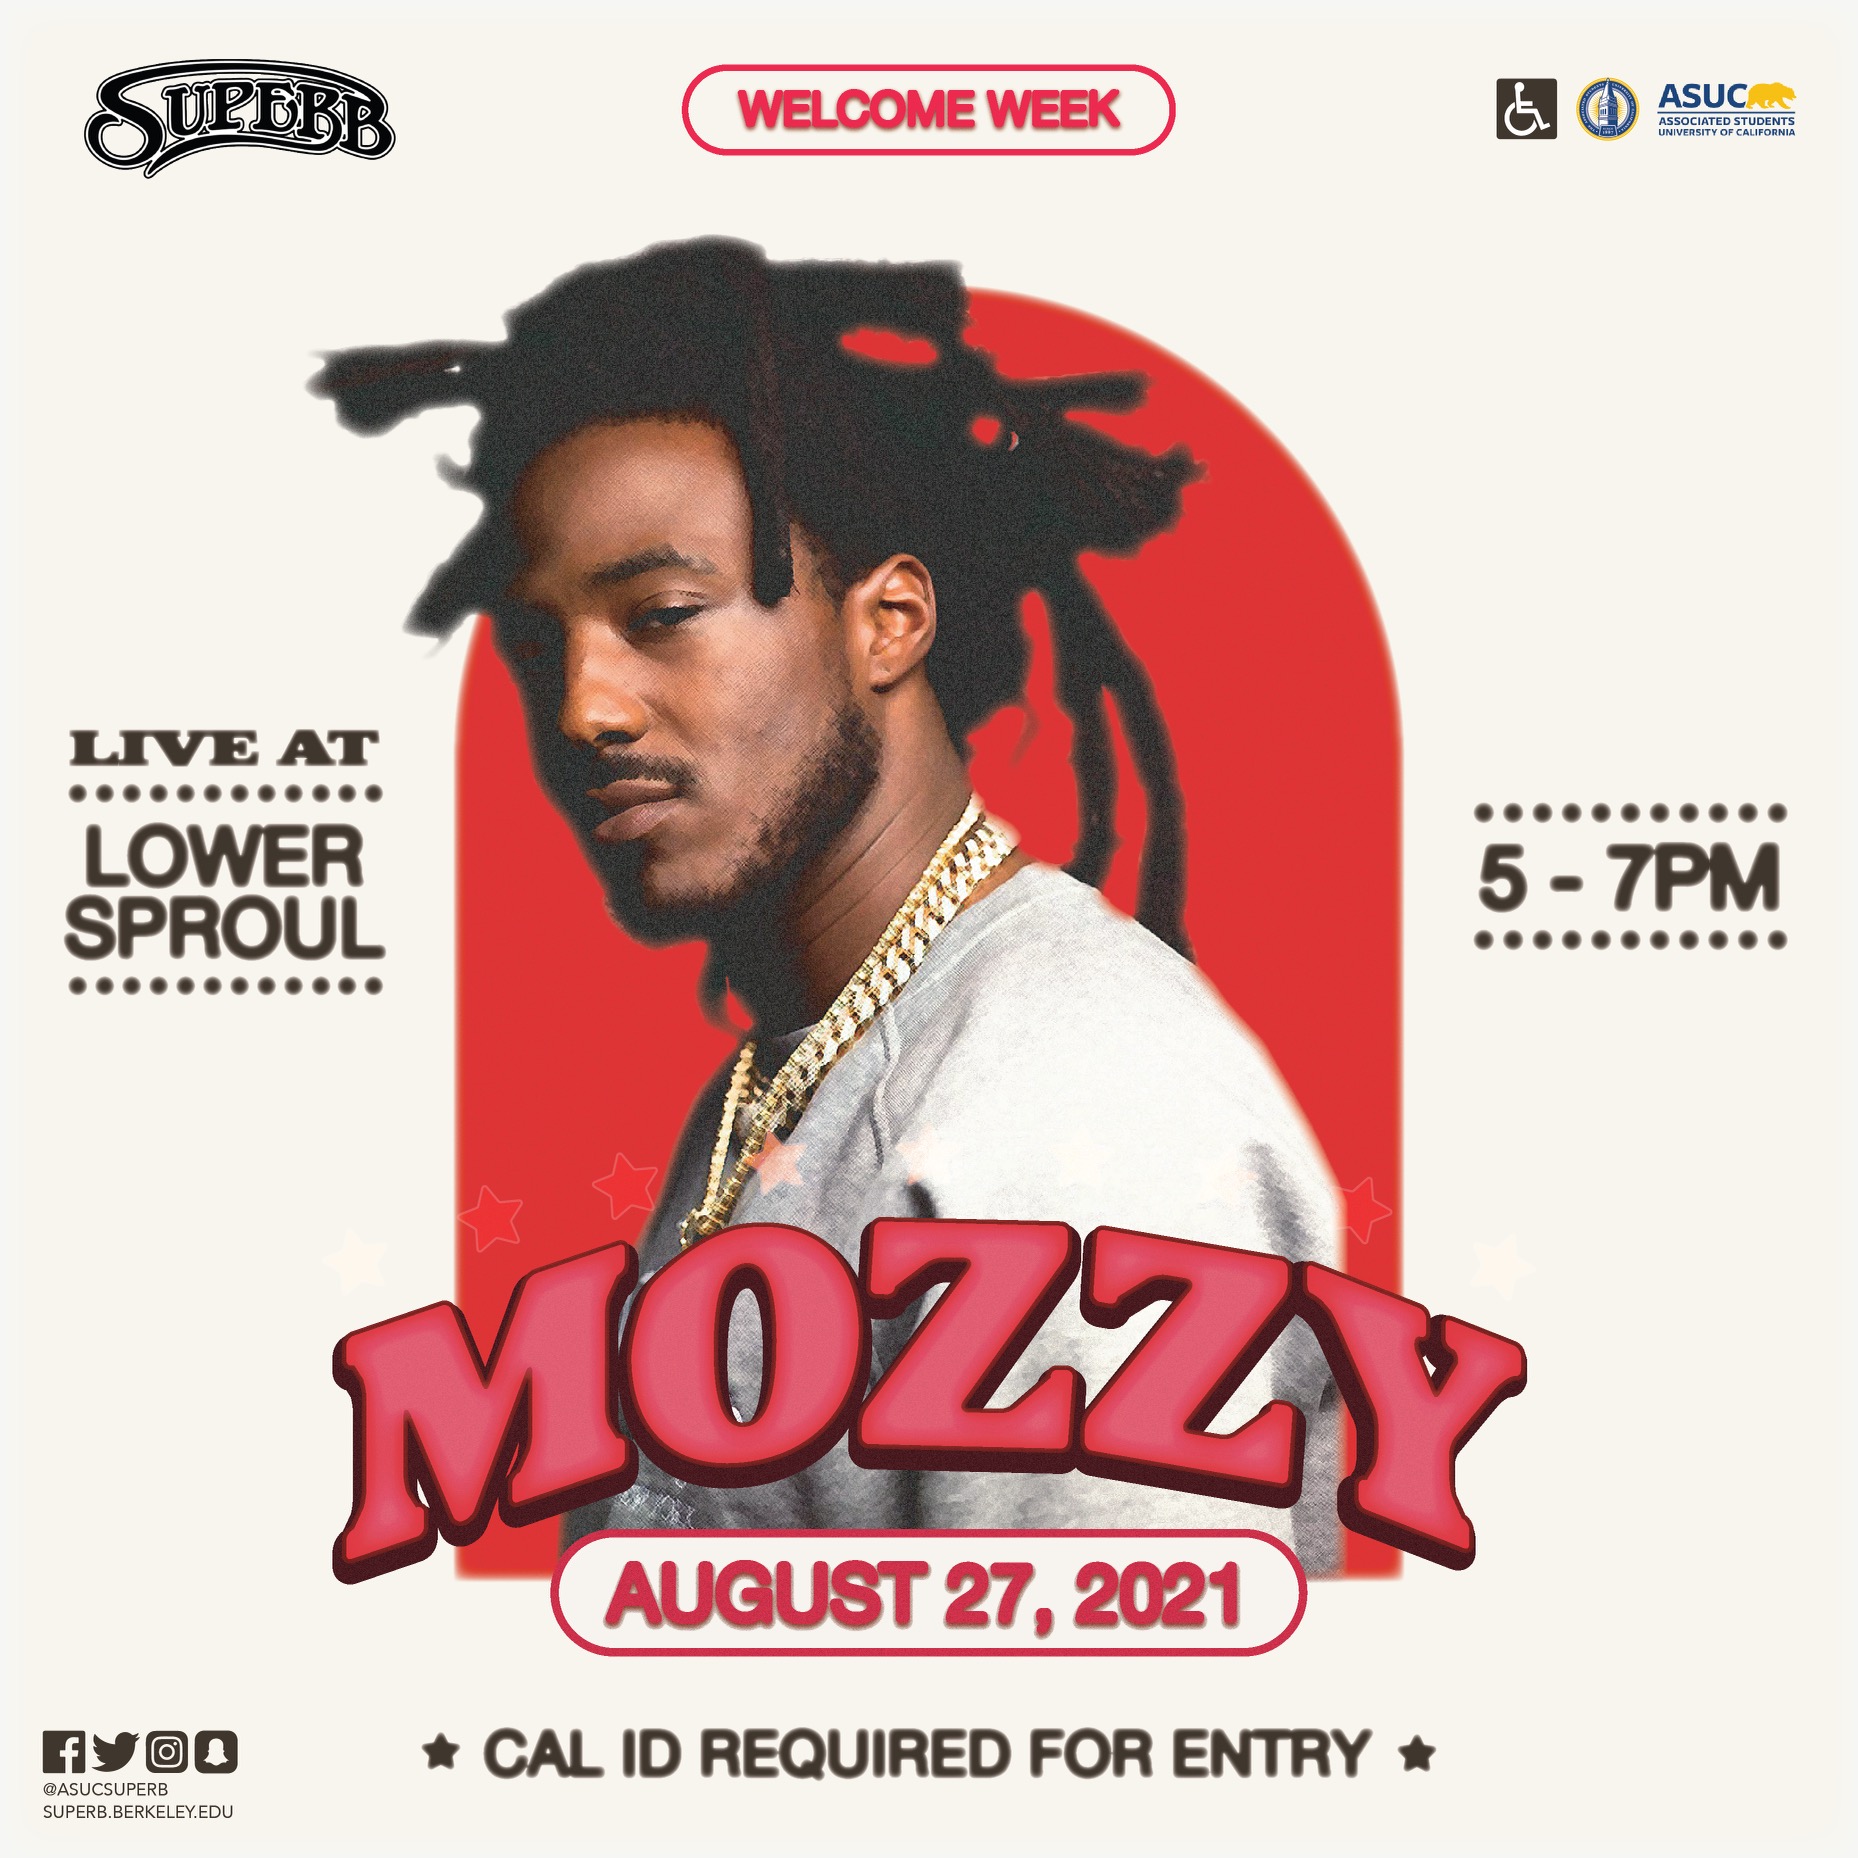 SUPERB
WELCOME WEEK
ASUC
ASSOCIATED STUDENTS
UNIVERSITY OF CALIFORNIA
LIVE AT
LOWER
SPROUL
5 - 7PM
MOZZY
AUGUST 27, 2021
★ CAL ID REQUIRED FOR ENTRY ★
@ASUCSUPERB
SUPERB.BERKELEY.EDU